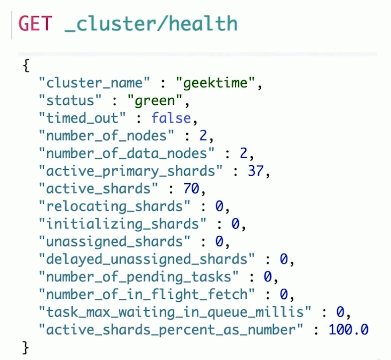 GET _cluster/health
{
  "cluster_name" : "geektime",
  "status" : "green",
  "timed_out" : false,
  "number_of_nodes" : 2,
  "number_of_data_nodes" : 2,
  "active_primary_shards" : 37,
  "active_shards" : 70,
  "relocating_shards" : 0,
  "initializing_shards" : 0,
  "unassigned_shards" : 0,
  "delayed_unassigned_shards" : 0,
  "number_of_pending_tasks" : 0,
  "number_of_in_flight_fetch" : 0,
  "task_max_waiting_in_queue_millis" : 0,
  "active_shards_percent_as_number" : 100.0
}